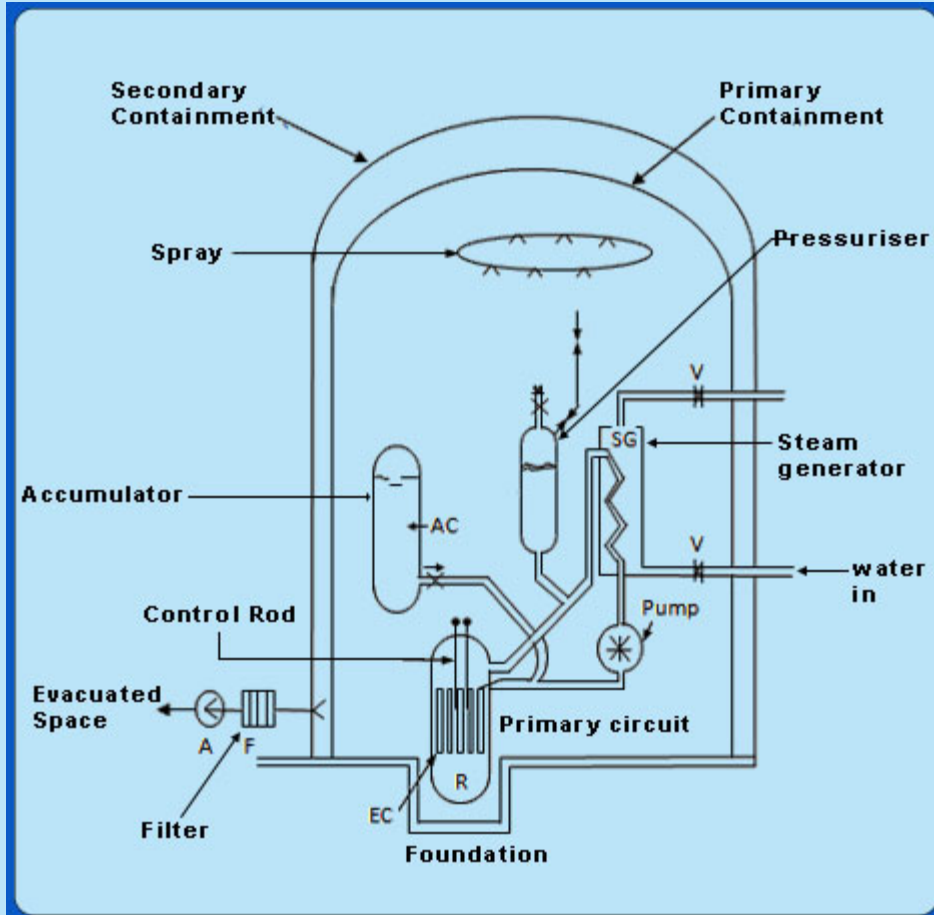 Secondary
Containment
Primary
Containment
Spray
Pressuriser
V
SG
Steam
generator
Accumulator
AC
V
water
in
Control Rod
Pump
Evacuated
Space
Primary circuit
A
F
R
EC
Filter
Foundation